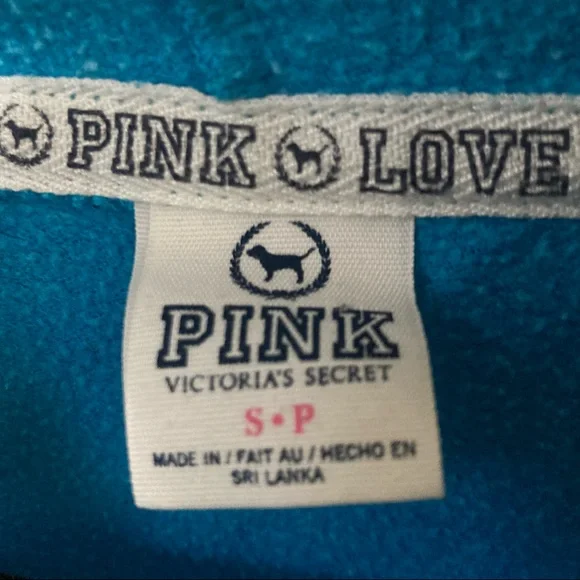 PINK LOVE
PINK
VICTORIA'S SECRET
S•P
MADE IN / FAIT AU / HECHO EN
SRI LANKA